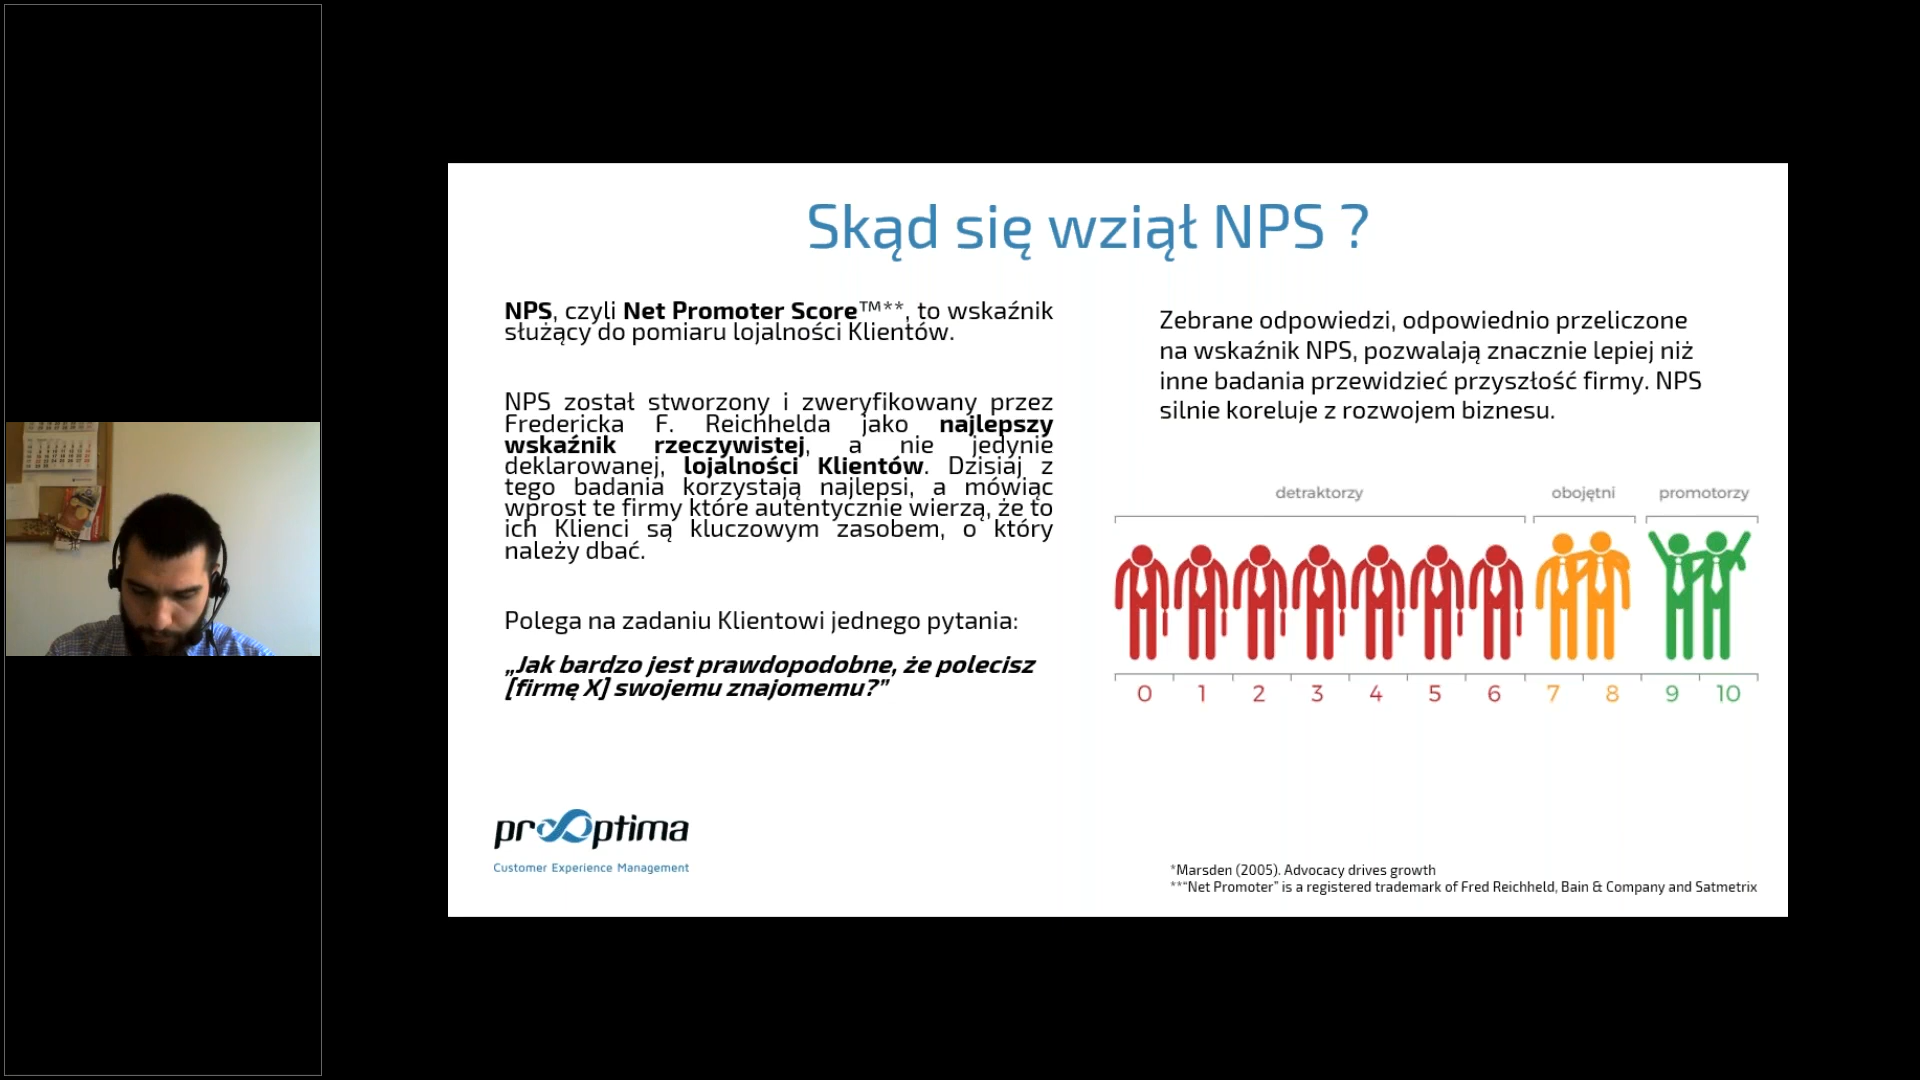 Skąd się wziął NPS ?
NPS, czyli Net Promoter Score™**, to wskaźnik
służący do pomiaru lojalności Klientów.
NPS został stworzony i zweryfikowany przez
Fredericka F. Reichhelda jako najlepszy
wskaźnik rzeczywistej, a nie jedynie
deklarowanej, lojalności Klientów. Dzisiaj z
tego badania korzystają najlepsi, a mówiąc
wprost te firmy które autentycznie wierzą, że to
ich Klienci są kluczowym zasobem, o który
należy dbać.
Polega na zadaniu Klientowi jednego pytania:
„Jak bardzo jest prawdopodobne, że polecisz
[firmę X] swojemu znajomemu?”
Zebrane odpowiedzi, odpowiednio przeliczone
na wskaźnik NPS, pozwalają znacznie lepiej niż
inne badania przewidzieć przyszłość firmy. NPS
silnie koreluje z rozwojem biznesu.
detraktorzy obojętni promotorzy
0 1 2 3 4 5 6 7 8 9 10
prooptima
Customer Experience Management
*Marsden (2005). Advocacy drives growth
**“Net Promoter” is a registered trademark of Fred Reichheld, Bain & Company and Satmetrix